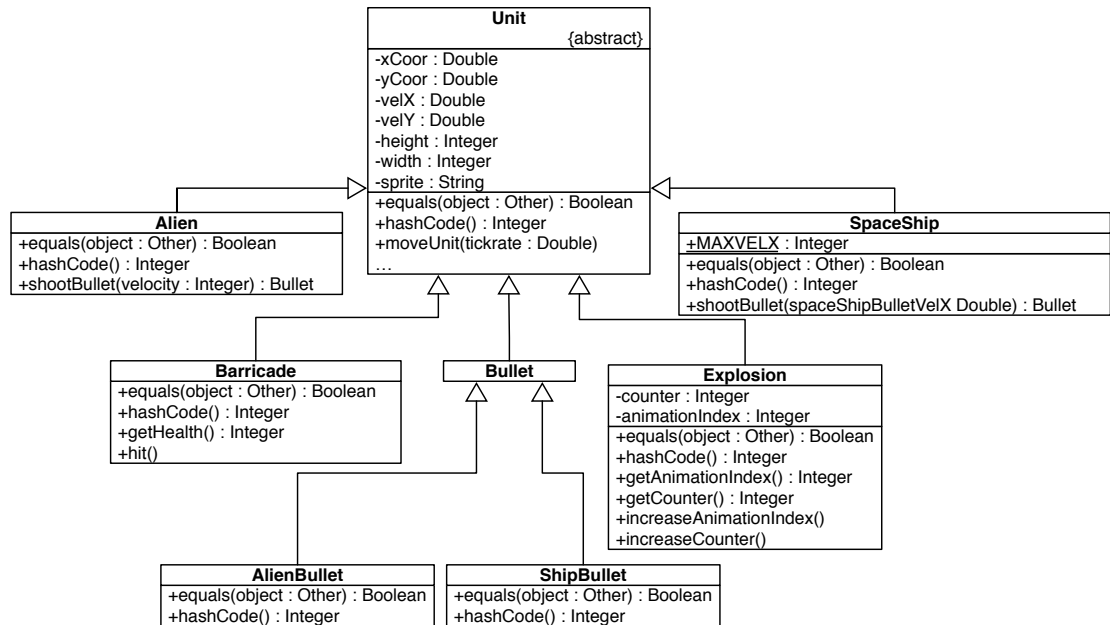 Unit
{abstract}
-xCoor : Double
-yCoor : Double
-velX : Double
-velY : Double
-height : Integer
-width : Integer
-sprite : String
+equals(object : Other) : Boolean
+hashCode() : Integer
+moveUnit(tickrate : Double)
...
Alien
+equals(object : Other) : Boolean
+hashCode() : Integer
+shootBullet(velocity : Integer) : Bullet
SpaceShip
+MAXVELX : Integer
+equals(object : Other) : Boolean
+hashCode() : Integer
+shootBullet(spaceShipBulletVelX Double) : Bullet
Barricade
+equals(object : Other) : Boolean
+hashCode() : Integer
+getHealth() : Integer
+hit()
Bullet
Explosion
-counter : Integer
-animationIndex : Integer
+equals(object : Other) : Boolean
+hashCode() : Integer
+getAnimationIndex() : Integer
+getCounter() : Integer
+increaseAnimationIndex()
+increaseCounter()
AlienBullet
+equals(object : Other) : Boolean
+hashCode() : Integer
ShipBullet
+equals(object : Other) : Boolean
+hashCode() : Integer